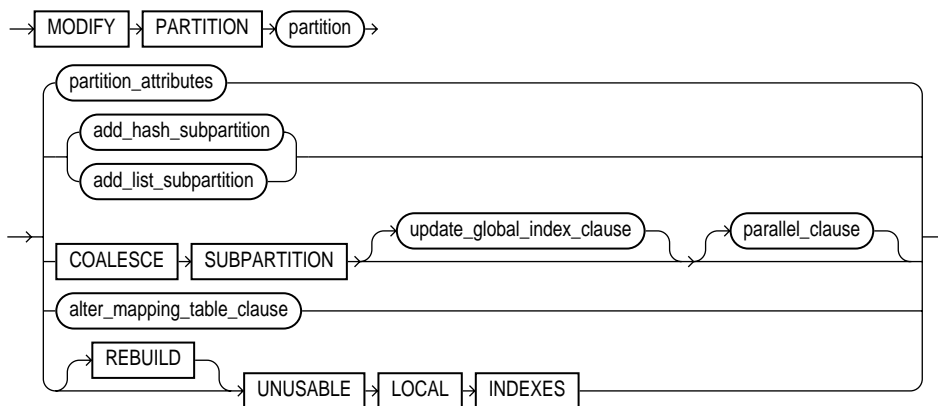 MODIFY PARTITION partition
partition_attributes
add_hash_subpartition
add_list_subpartition
COALESCE SUBPARTITION update_global_index_clause parallel_clause
alter_mapping_table_clause
REBUILD
UNUSABLE LOCAL INDEXES